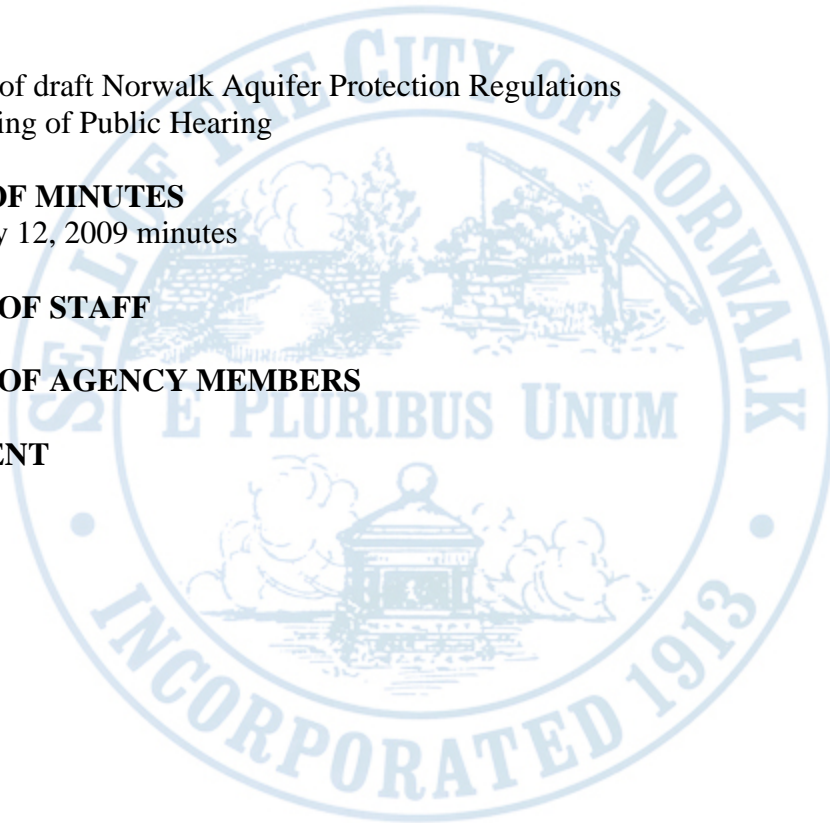 of draft Norwalk Aquifer Protection Regulations
ing of Public Hearing
OF MINUTES
y 12, 2009 minutes
OF STAFF
OF AGENCY MEMBERS
ENT
SEAL OF THE CITY OF NORWALK
E PLURIBUS UNUM
INCORPORATED 1913